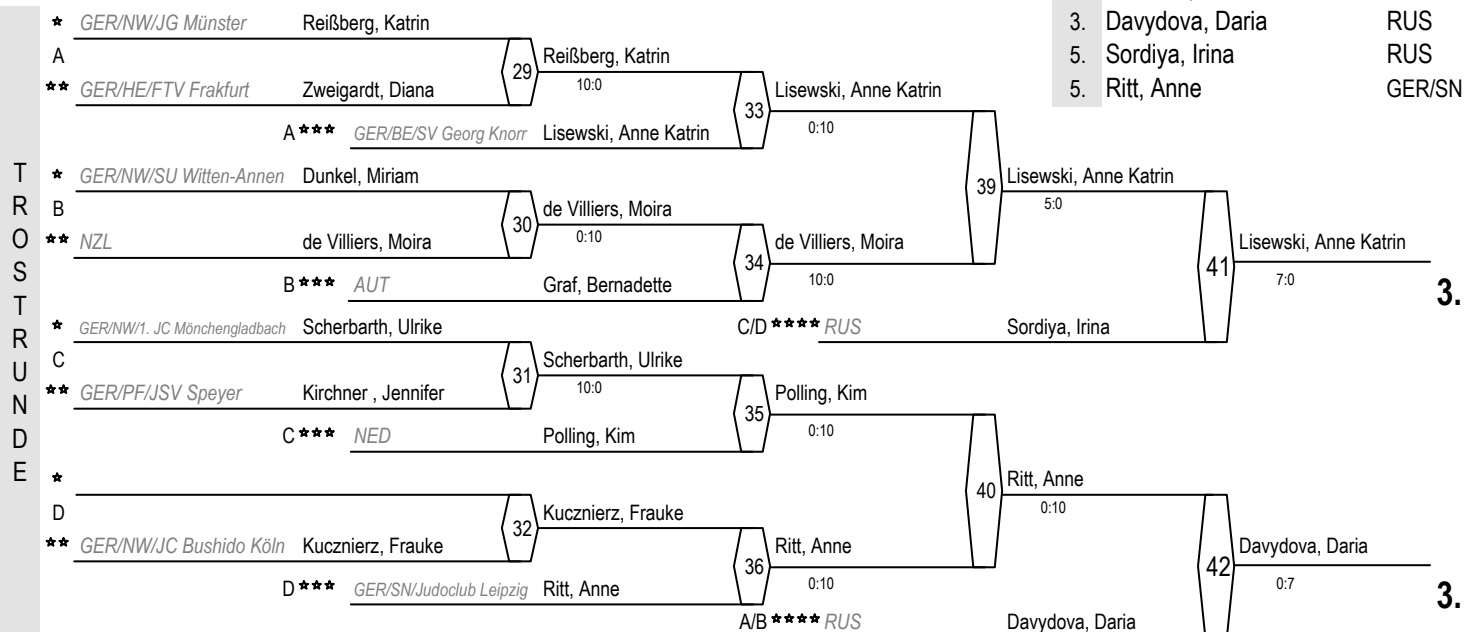 3. Davydova, Daria RUS
5. Sordiya, Irina RUS
5. Ritt, Anne GER/SN
TROSTRUNDE
* GER/NW/JG Münster Reißberg, Katrin
A
29 Reißberg, Katrin
10:0
** GER/HE/FTV Frakfurt Zweigardt, Diana
33 Lisewski, Anne Katrin
0:10
A *** GER/BE/SV Georg Knorr Lisewski, Anne Katrin
39 Lisewski, Anne Katrin
5:0
* GER/NW/SU Witten-Annen Dunkel, Miriam
B
30 de Villiers, Moira
0:10
** NZL de Villiers, Moira
34 de Villiers, Moira
10:0
B *** AUT Graf, Bernadette
41 Lisewski, Anne Katrin
7:0
3.
C/D **** RUS Sordiya, Irina
* GER/NW/1. JC Mönchengladbach Scherbarth, Ulrike
C
31 Scherbarth, Ulrike
10:0
** GER/PF/JSV Speyer Kirchner , Jennifer
35 Polling, Kim
0:10
C *** NED Polling, Kim
40 Ritt, Anne
0:10
*
D
32 Kucznierz, Frauke
** GER/NW/JC Bushido Köln Kucznierz, Frauke
36 Ritt, Anne
0:10
D *** GER/SN/Judoclub Leipzig Ritt, Anne
42 Davydova, Daria
0:7
3.
A/B **** RUS Davydova, Daria